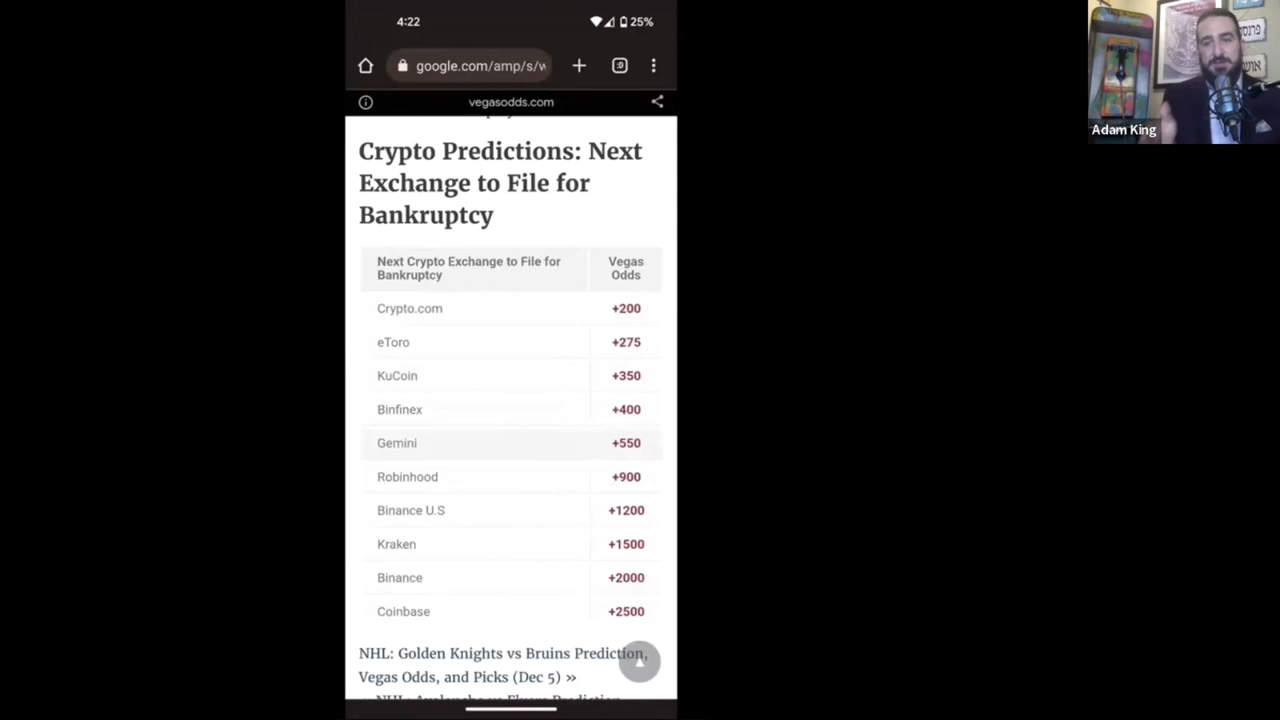 4:22
25%
google.com/amp/s/w
vegasodds.com
Crypto Predictions: Next
Exchange to File for
Bankruptcy
Next Crypto Exchange to File for
Bankruptcy
Vegas
Odds
Crypto.com +200
eToro +275
KuCoin +350
Binfinex +400
Gemini +550
Robinhood +900
Binance U.S +1200
Kraken +1500
Binance +2000
Coinbase +2500
NHL: Golden Knights vs Bruins Prediction,
Vegas Odds, and Picks (Dec 5) »
Adam King